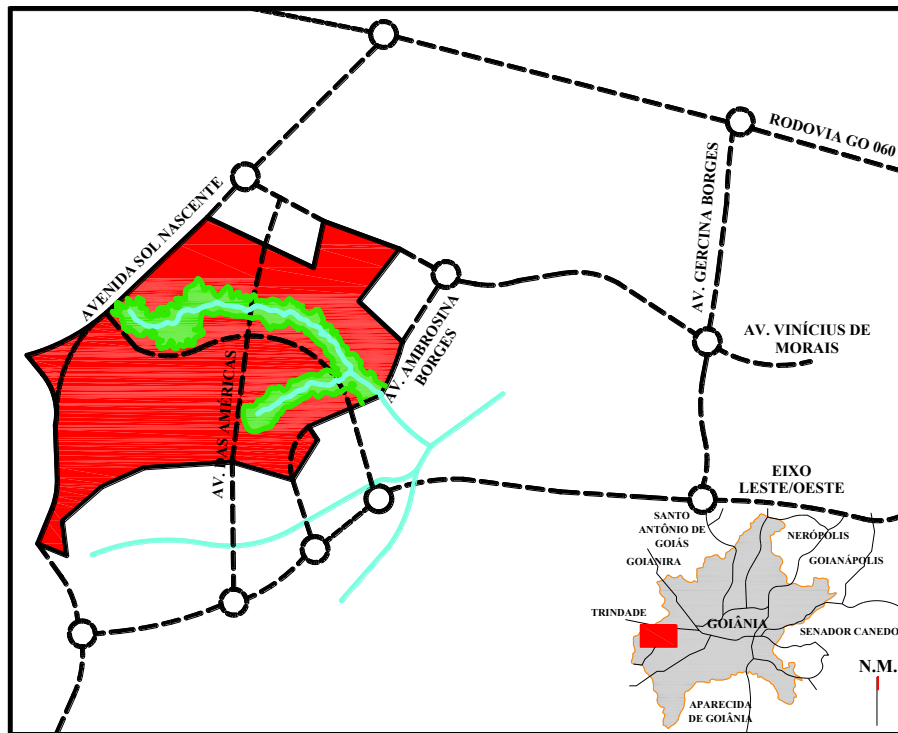 RODOVIA GO 060
AV. GERCINA BORGES
AVENIDA SOL NASCENTE
AV. VINÍCIUS DE
MORAIS
AV. AMBROSINA
BORGES
AV. DAS AMÉRICAS
EIXO
LESTE/OESTE
SANTO
ANTÔNIO DE
GOIÁS
NERÓPOLIS
GOIANIRA
GOIANÁPOLIS
TRINDADE
GOIÂNIA
SENADOR CANEDO
N.M.
APARECIDA
DE GOIÂNIA